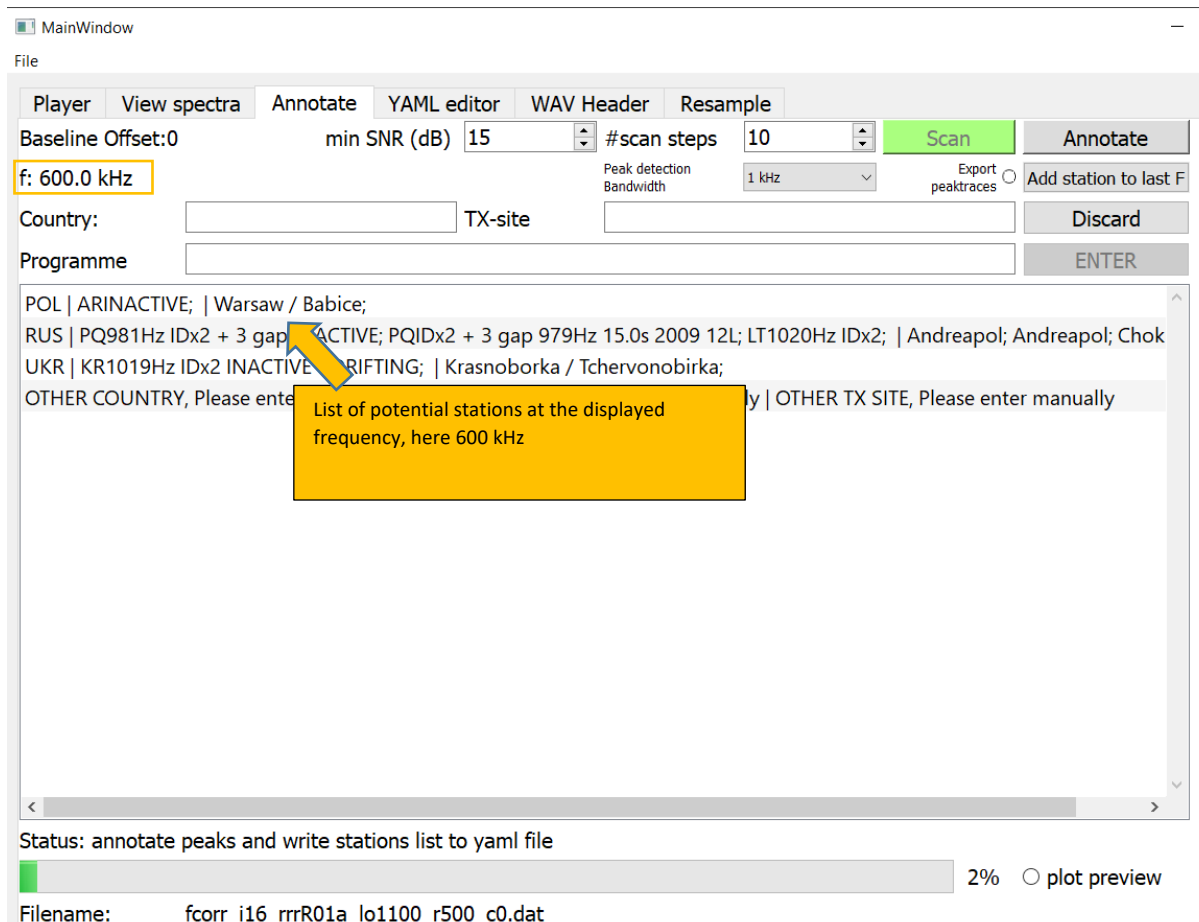 MainWindow
File
Player View spectra Annotate YAML editor WAV Header Resample
Baseline Offset:0 min SNR (dB) 15 #scan steps 10 Scan Annotate
f: 600.0 kHz Peak detection Bandwidth 1 kHz Export peaktraces Add station to last F
Country: TX-site Discard
Programme ENTER
POL | ARINACTIVE; | Warsaw / Babice;
RUS | PQ981Hz IDx2 + 3 gap ACTIVE; PQIDx2 + 3 gap 979Hz 15.0s 2009 12L; LT1020Hz IDx2; | Andreapol; Andreapol; Chok
UKR | KR1019Hz IDx2 INACTIVE RIFTING; | Krasnoborka / Tchervonobirka;
OTHER COUNTRY, Please ente ly | OTHER TX SITE, Please enter manually
List of potential stations at the displayed
frequency, here 600 kHz
Status: annotate peaks and write stations list to yaml file
2% plot preview
Filename: fcorr_i16_rrrR01a_lo1100_r500_c0.dat